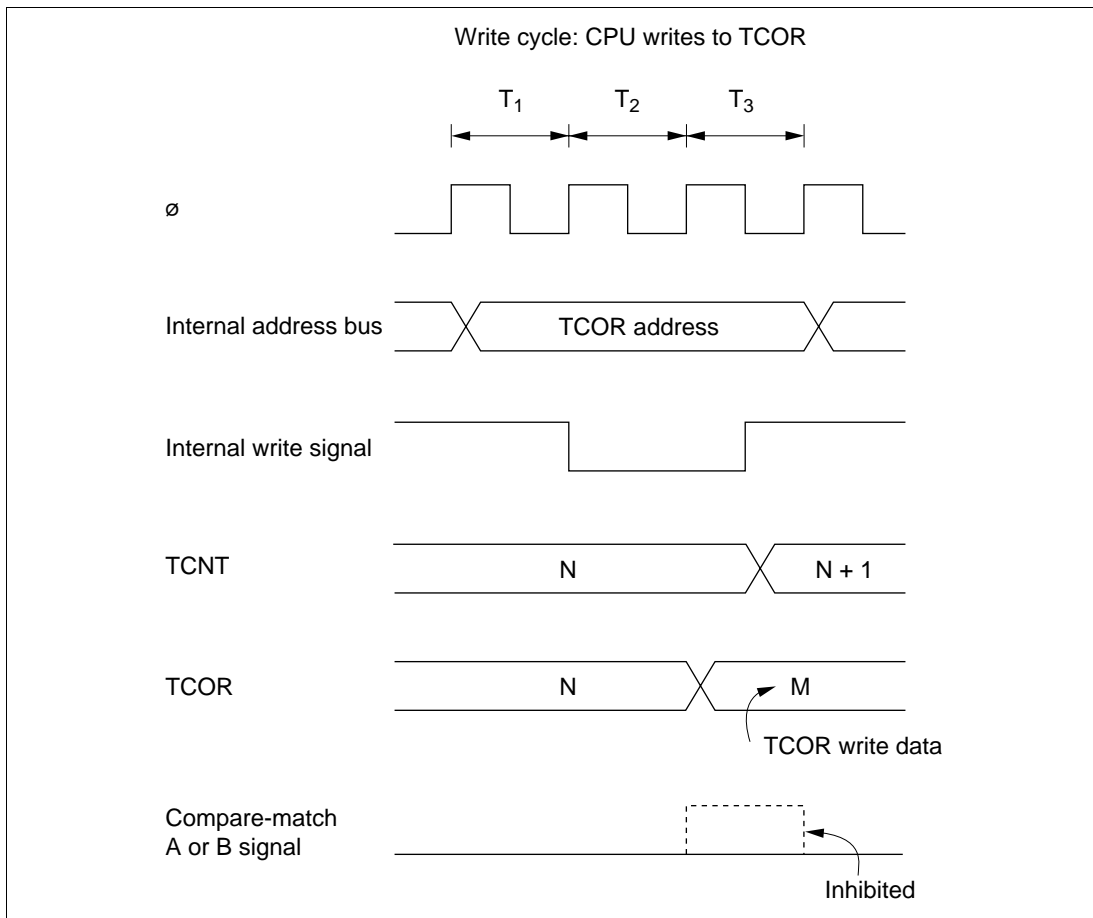 Write cycle: CPU writes to TCOR
T1 T2 T3
ø
Internal address bus
TCOR address
Internal write signal
TCNT
N
N + 1
TCOR
N
M
TCOR write data
Compare-match
A or B signal
Inhibited